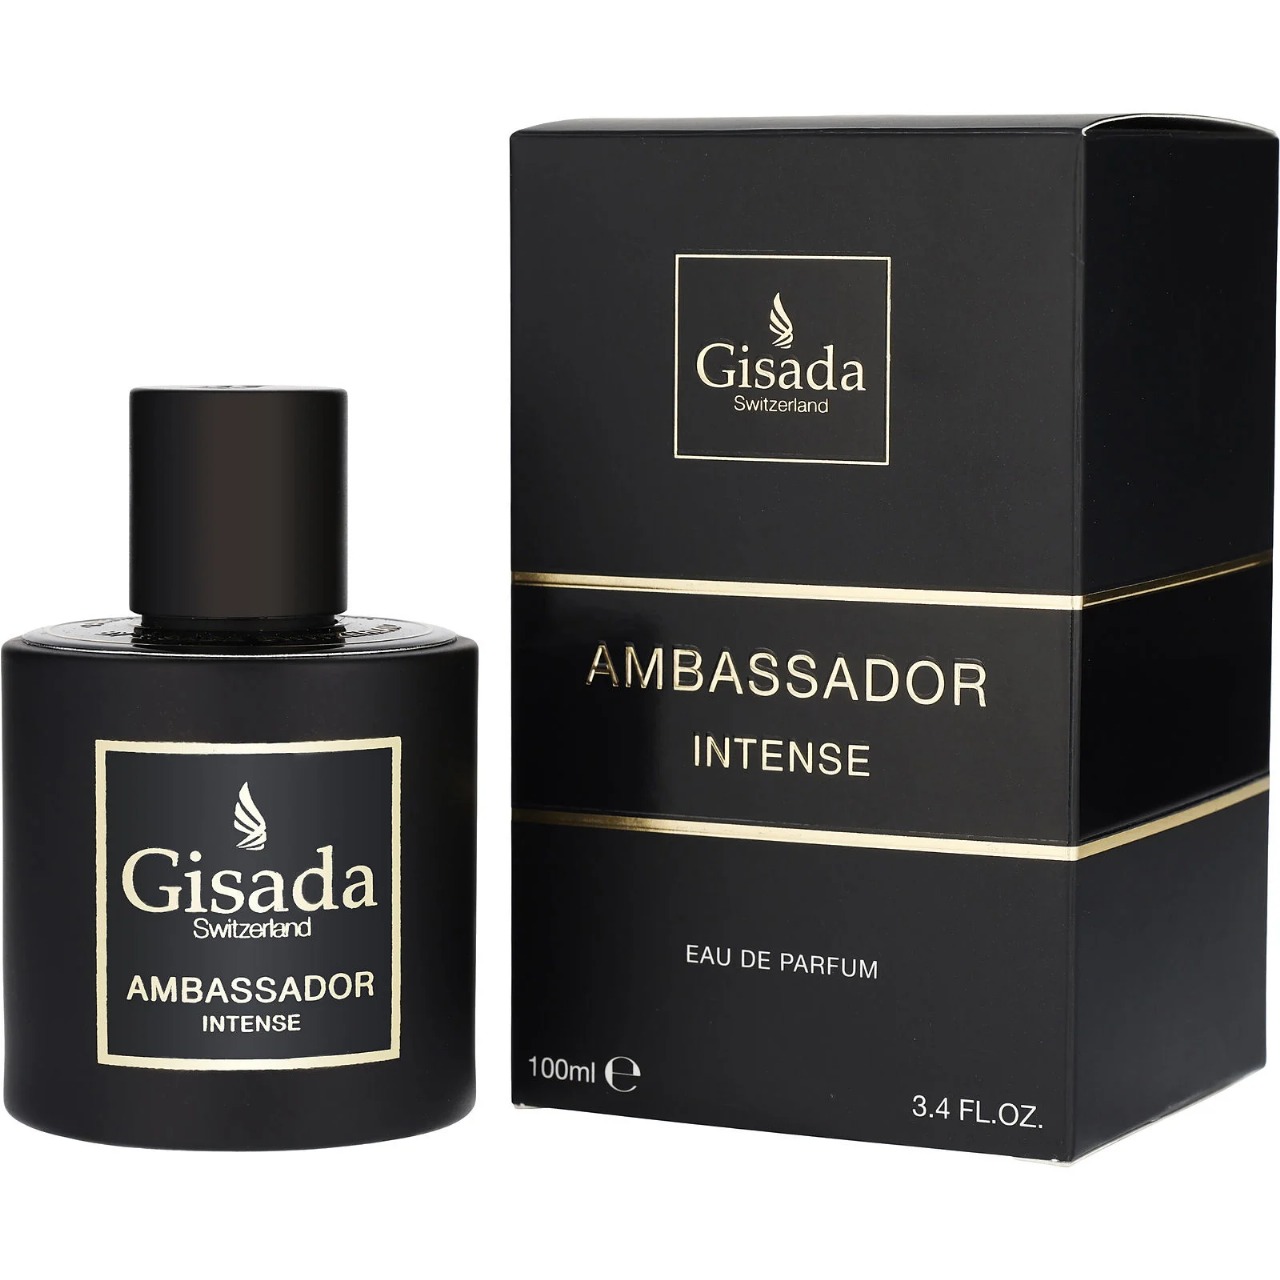 Gisada
Switzerland
AMBASSADOR
INTENSE
Gisada
Switzerland
AMBASSADOR
INTENSE
EAU DE PARFUM
100ml ℮
3.4 FL.OZ.